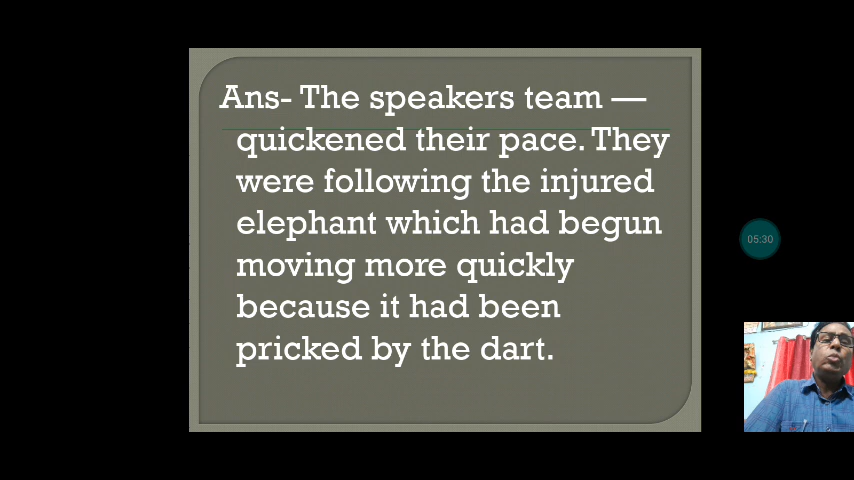 Ans- The speakers team —
quickened their pace. They
were following the injured
elephant which had begun
moving more quickly
because it had been
pricked by the dart.
05:30